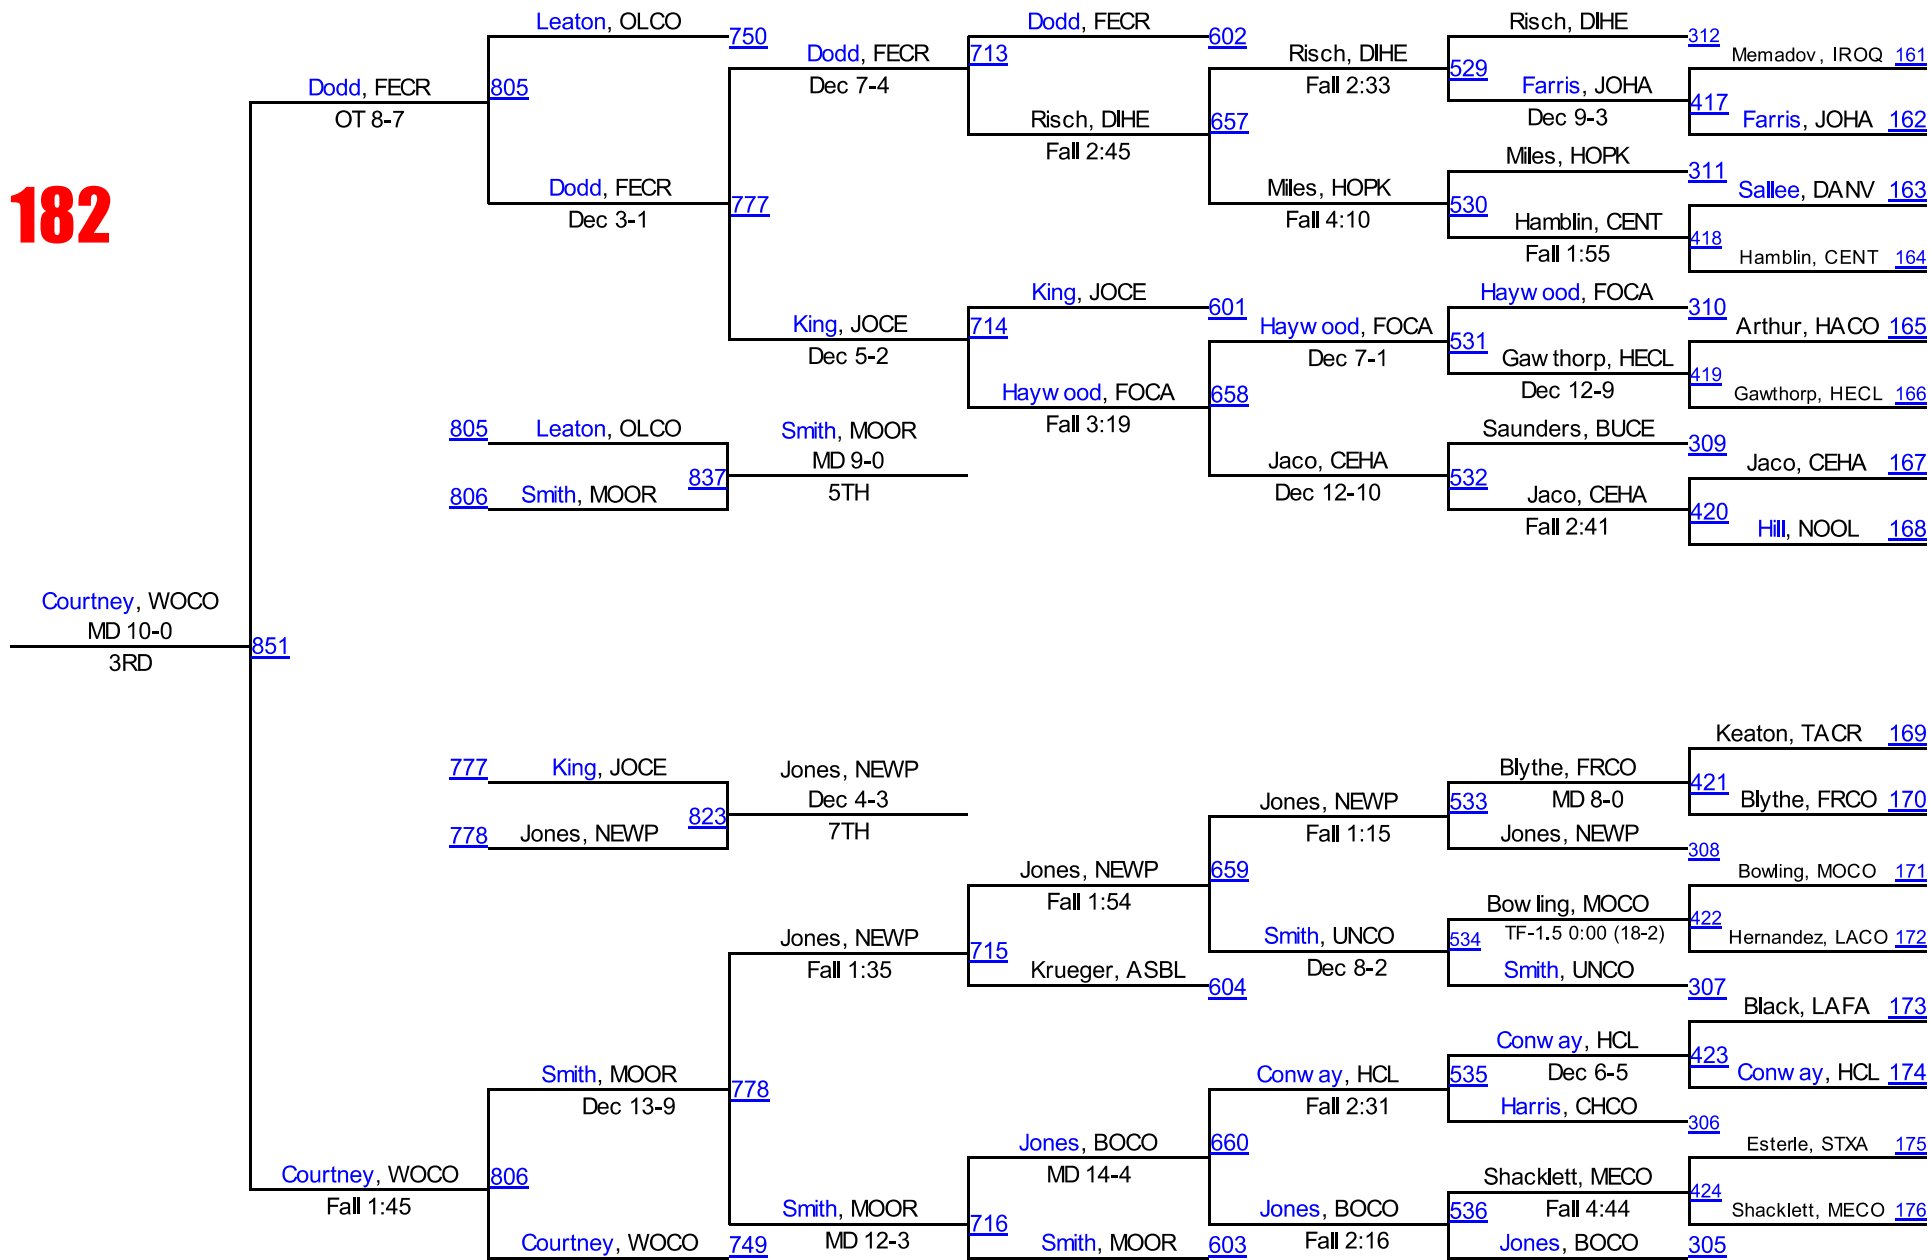 Leaton, OLCO
750
Dodd, FECR
602
Risch, DIHE
312
Memadov, IROQ 161
Dodd, FECR
Dec 7-4
713
Risch, DIHE
Fall 2:33
529
Farris, JOHA
Dec 9-3
417
Farris, JOHA 162
Dodd, FECR
OT 8-7
805
Risch, DIHE
Fall 2:45
657
Miles, HOPK
311
Sallee, DANV 163
182
Dodd, FECR
Dec 3-1
777
Miles, HOPK
Fall 4:10
530
Hamblin, CENT
Fall 1:55
418
Hamblin, CENT 164
King, JOCE
601
Haywood, FOCA
310
Arthur, HACO 165
King, JOCE
Dec 5-2
714
Haywood, FOCA
Dec 7-1
531
Gawthorp, HECL
Dec 12-9
419
Gawthorp, HECL 166
Haywood, FOCA
Fall 3:19
658
805 Leaton, OLCO
Smith, MOOR
MD 9-0
5TH
837
806 Smith, MOOR
Saunders, BUCE
309
Jaco, CEHA 167
Jaco, CEHA
Dec 12-10
532
Jaco, CEHA
Fall 2:41
420
Hill, NOOL 168
Courtney, WOCO
MD 10-0
3RD
851
Keaton, TACR 169
777 King, JOCE
Jones, NEWP
Dec 4-3
7TH
823
778 Jones, NEWP
Blythe, FRCO
MD 8-0
421
Blythe, FRCO 170
Jones, NEWP
Fall 1:15
533
Jones, NEWP
308
Bowling, MOCO 171
Jones, NEWP
Fall 1:54
659
Bowling, MOCO
TF-1.5 0:00 (18-2)
422
Hernandez, LACO 172
Jones, NEWP
Fall 1:35
715
Smith, UNCO
Dec 8-2
534
Smith, UNCO
307
Krueger, ASBL
604
Black, LAFA 173
Conway, HCL
Dec 6-5
423
Conway, HCL 174
Smith, MOOR
Dec 13-9
778
Conway, HCL
Fall 2:31
535
Harris, CHCO
306
Esterle, STXA 175
Jones, BOCO
MD 14-4
660
Courtney, WOCO
Fall 1:45
806
Shacklett, MECO
Fall 4:44
424
Shacklett, MECO 176
Smith, MOOR
MD 12-3
716
Jones, BOCO
Fall 2:16
536
Courtney, WOCO
749
Smith, MOOR
603
Jones, BOCO
305